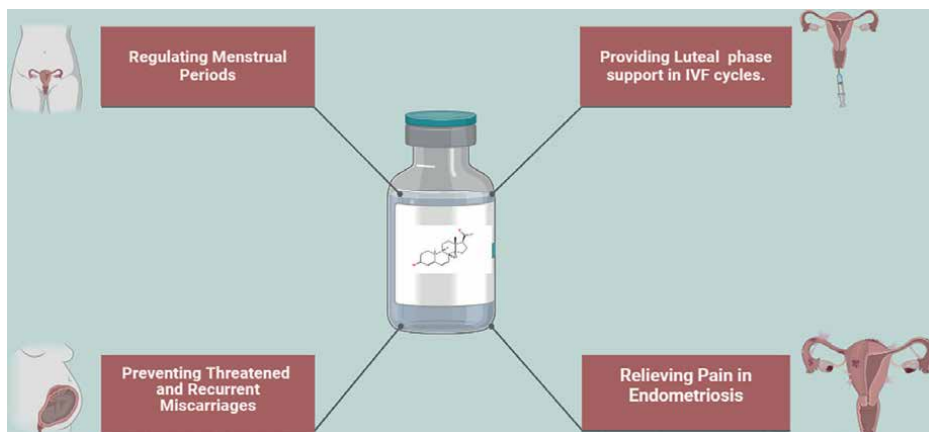 Regulating Menstrual
Periods
Providing Luteal phase
support in IVF cycles.
Preventing Threatened
and Recurrent
Miscarriages
Relieving Pain in
Endometriosis